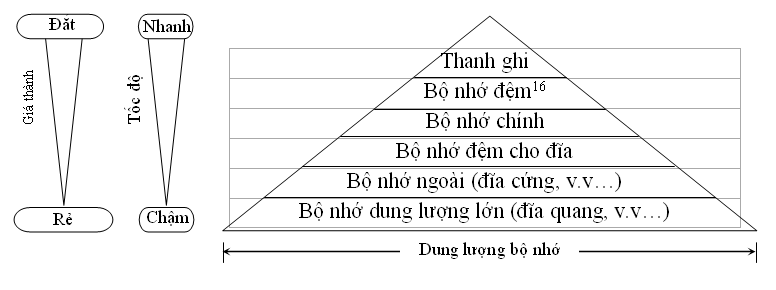 Đắt
Nhanh
Giá thành
Tốc độ
Rẻ
Chậm
Thanh ghi
Bộ nhớ đệm16
Bộ nhớ chính
Bộ nhớ đệm cho đĩa
Bộ nhớ ngoài (đĩa cứng, v.v…)
Bộ nhớ dung lượng lớn (đĩa quang, v.v…)
Dung lượng bộ nhớ